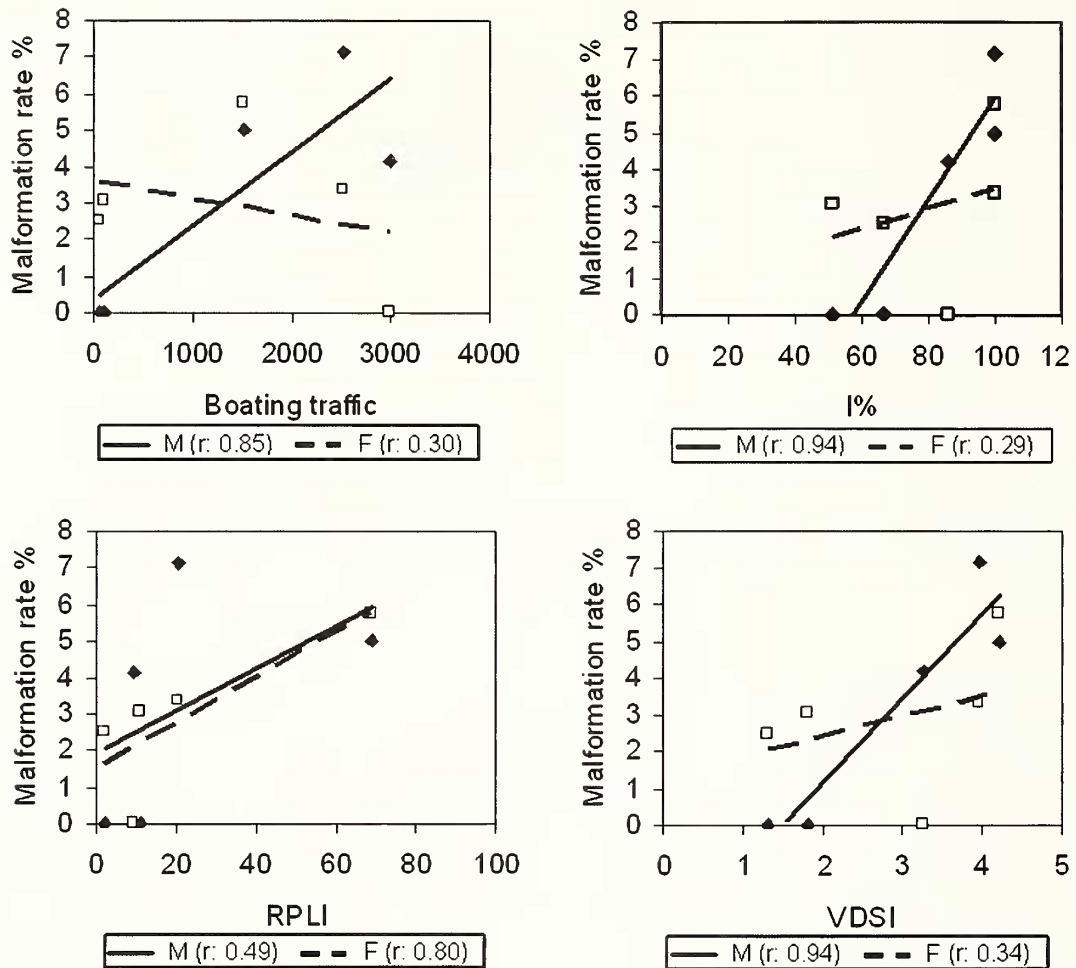 Malformation rate %
8
7
6
5
4
3
2
1
0
0 1000 2000 3000 4000
Boating traffic
M (r: 0.85) F (r: 0.30)
Malformation rate %
8
7
6
5
4
3
2
1
0
0 20 40 60 80 100 12
I%
M (r: 0.94) F (r: 0.29)
Malformation rate %
8
7
6
5
4
3
2
1
0
0 20 40 60 80 100
RPLI
M (r: 0.49) F (r: 0.80)
Malformation rate %
8
7
6
5
4
3
2
1
0
0 1 2 3 4 5
VDSI
M (r: 0.94) F (r: 0.34)